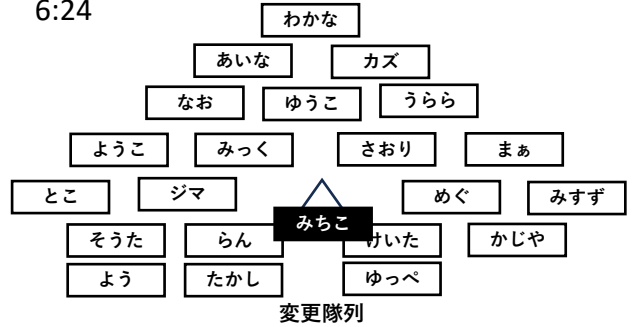 6:24
わかな
あいな カズ
なお ゆうこ うらら
ようこ みっく さおり まぁ
とこ ジマ めぐ みすず
みちこ
そうた らん けいた かじや
よう たかし ゆっぺ
変更隊列